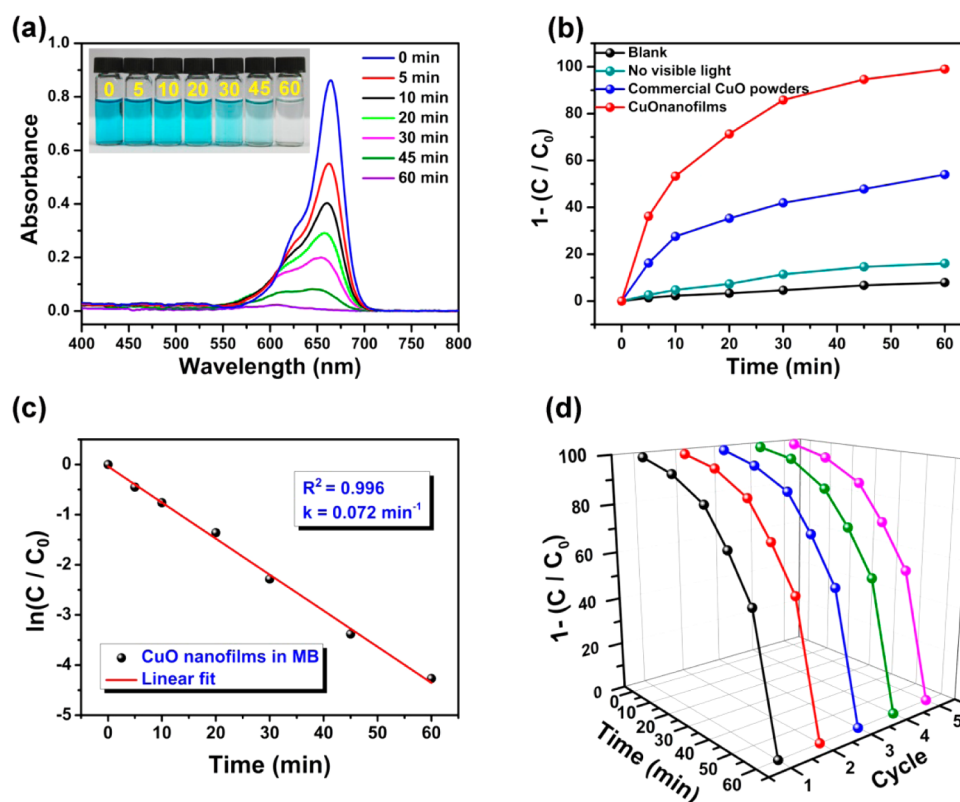 (a)
Absorbance
1.0
0.8
0.6
0.4
0.2
0.0
0 5 10 20 30 45 60
0 min
5 min
10 min
20 min
30 min
45 min
60 min
400 450 500 550 600 650 700 750 800
Wavelength (nm)
(b)
1- (C / C₀)
100
80
60
40
20
0
Blank
No visible light
Commercial CuO powders
CuOnanofilms
0 10 20 30 40 50 60
Time (min)
(c)
ln(C / C₀)
0
-1
-2
-3
-4
-5
R² = 0.996
k = 0.072 min⁻¹
CuO nanofilms in MB
Linear fit
0 10 20 30 40 50 60
Time (min)
(d)
1- (C / C₀)
100
80
60
40
20
0
0 10 20 30 40 50 60
Time (min)
1 2 3 4 5
Cycle